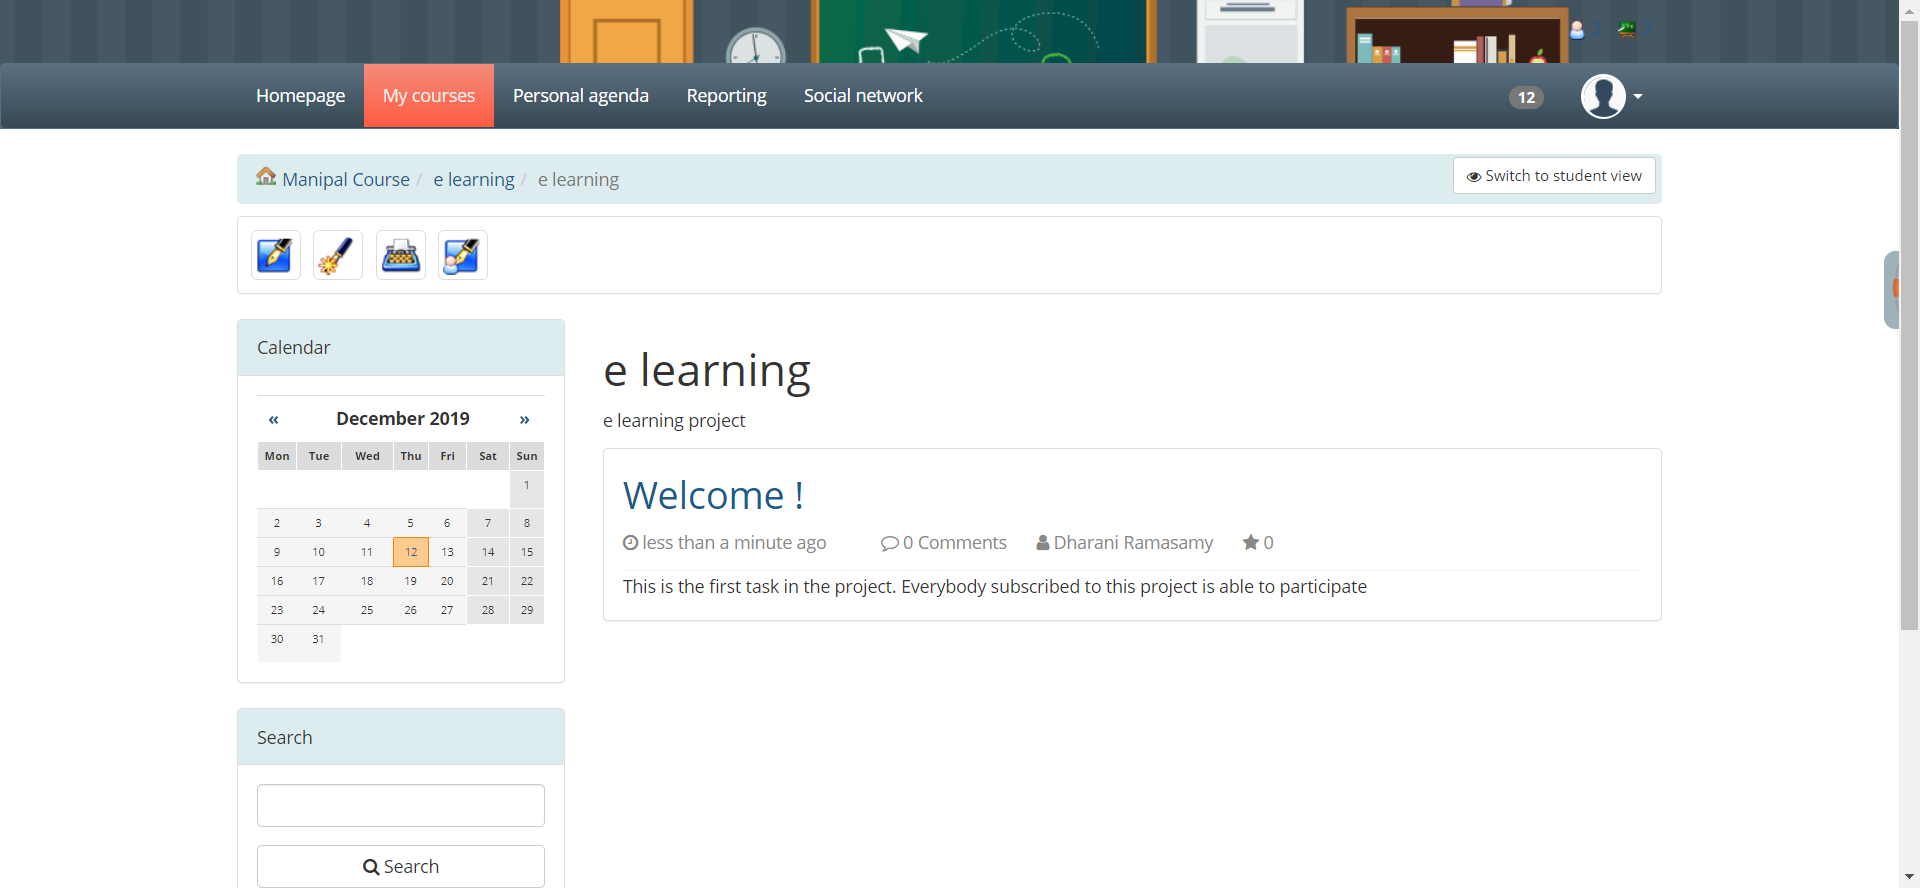 2 2
Homepage My courses Personal agenda Reporting Social network 12
Manipal Course / e learning / e learning Switch to student view
Calendar
« December 2019 »
Mon Tue Wed Thu Fri Sat Sun
1
2 3 4 5 6 7 8
9 10 11 12 13 14 15
16 17 18 19 20 21 22
23 24 25 26 27 28 29
30 31
Search
Search
e learning
e learning project
Welcome !
less than a minute ago 0 Comments Dharani Ramasamy 0
This is the first task in the project. Everybody subscribed to this project is able to participate